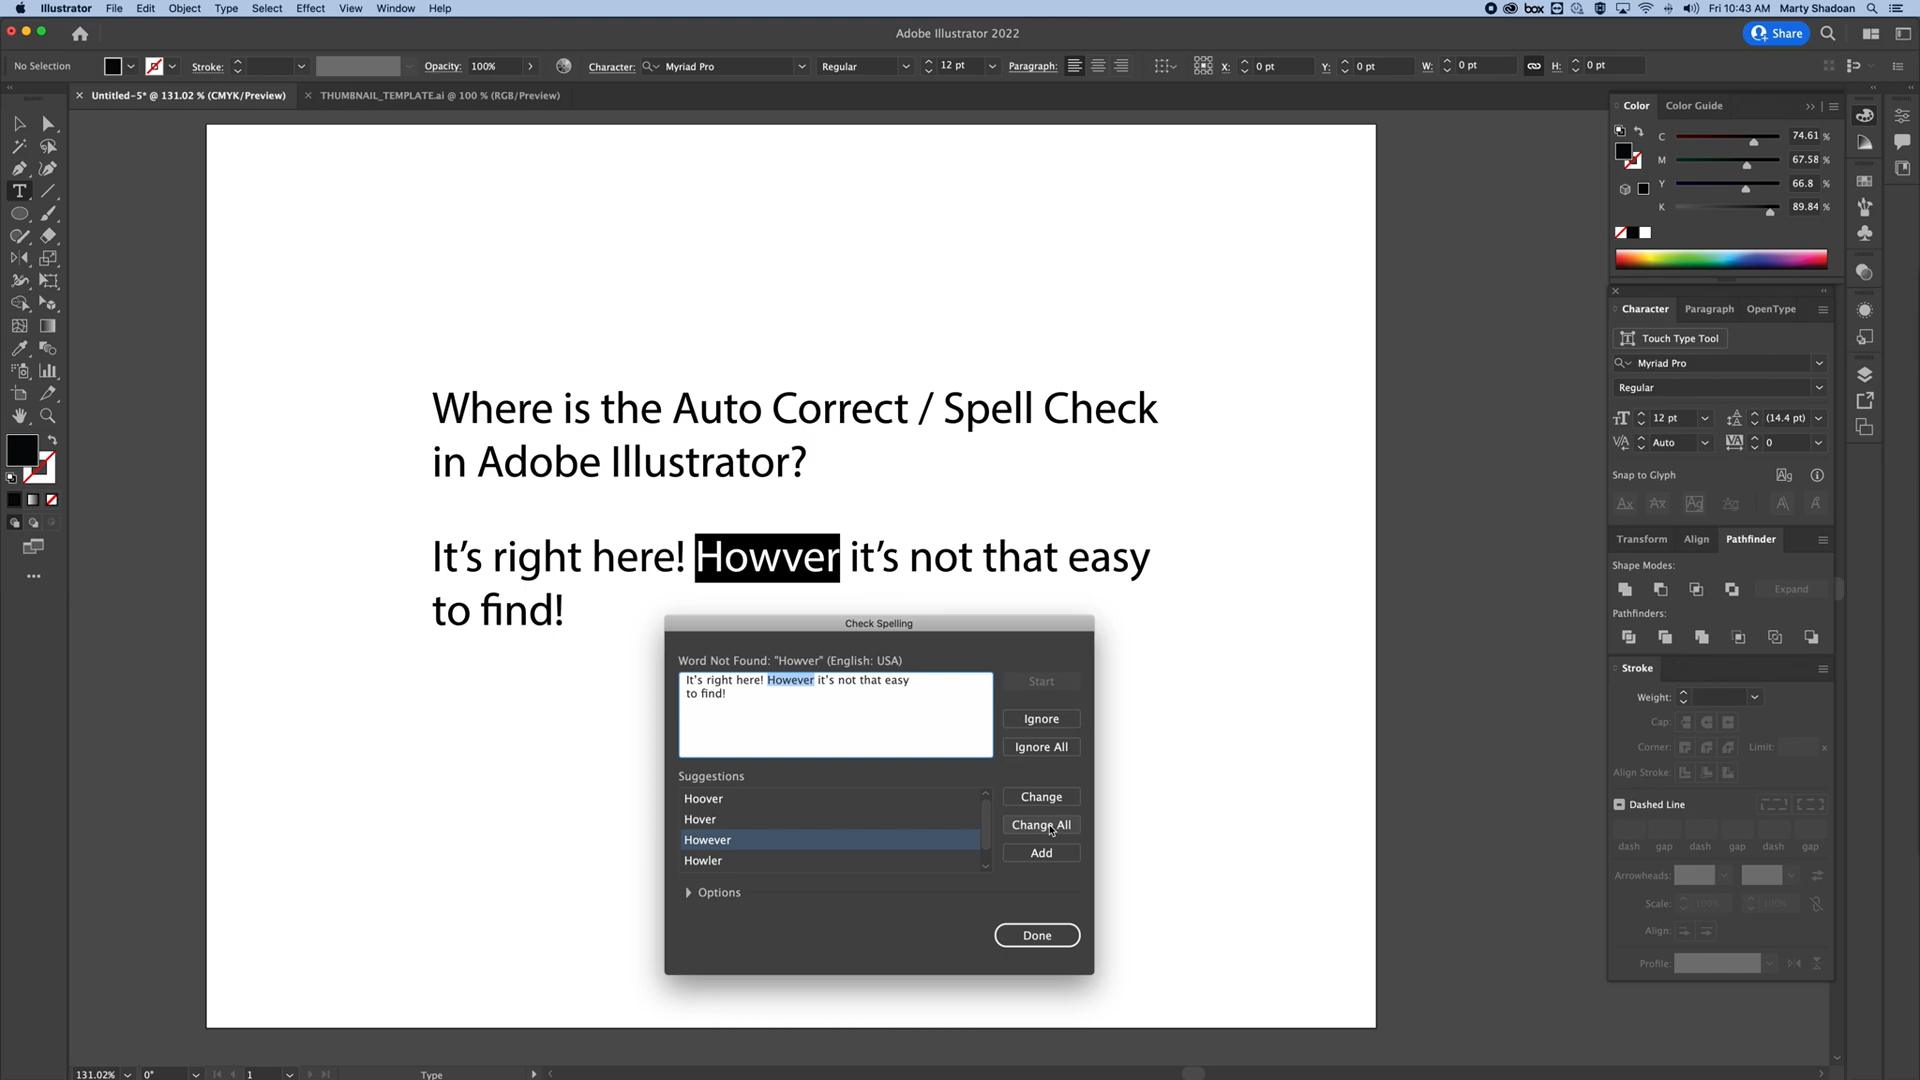 Illustrator File Edit Object Type Select Effect View Window Help
box Fri 10:43 AM Marty Shadoan
Adobe Illustrator 2022
Share
No Selection Stroke: Opacity: 100% Character: Myriad Pro Regular 12 pt Paragraph: X: 0 pt Y: 0 pt W: 0 pt H: 0 pt
Untitled-5* @ 131.02 % (CMYK/Preview) THUMBNAIL_TEMPLATE.ai @ 100 % (RGB/Preview)
Color Color Guide
C 74.61 %
M 67.58 %
Y 66.8 %
K 89.84 %
Character Paragraph OpenType
Touch Type Tool
Myriad Pro
Regular
12 pt (14.4 pt)
Auto 0
Snap to Glyph
Transform Align Pathfinder
Shape Modes:
Expand
Pathfinders:
Stroke
Weight:
Cap:
Corner: Limit: x
Align Stroke:
Dashed Line
dash gap dash gap dash gap
Arrowheads:
Scale: 100% 100%
Align:
Profile:
Where is the Auto Correct / Spell Check
in Adobe Illustrator?
It’s right here! Howver it’s not that easy
to find!
Check Spelling
Word Not Found: "Howver" (English: USA)
It's right here! However it's not that easy
to find!
Start
Ignore
Ignore All
Suggestions
Hoover
Hover
However
Howler
Change
Change All
Add
Options
Done
131.02% 0° 1 Type